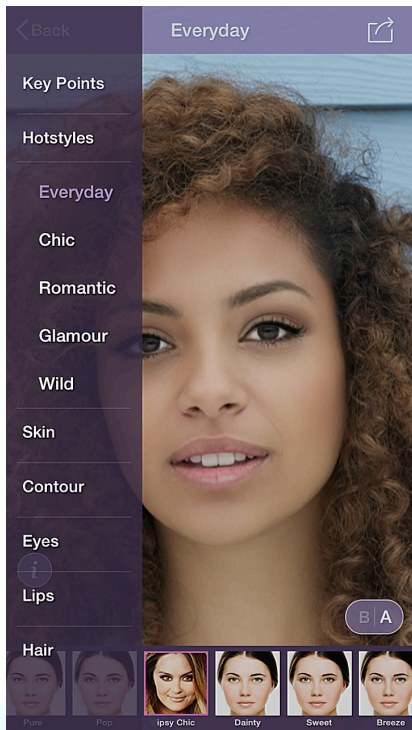 Back
Everyday
Key Points
Hotstyles
Everyday
Chic
Romantic
Glamour
Wild
Skin
Contour
Eyes
i
Lips
Hair
B|A
Pure
Pop
ipsy Chic
Dainty
Sweet
Breeze